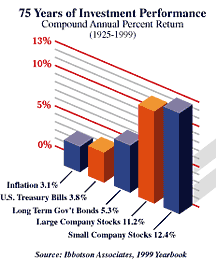 75 Years of Investment Performance
Compound Annual Percent Return
(1925-1999)
13%
10%
5%
0%
Inflation 3.1%
U.S. Treasury Bills 3.8%
Long Term Gov't Bonds 5.3%
Large Company Stocks 11.2%
Small Company Stocks 12.4%
Source: Ibbotson Associates, 1999 Yearbook